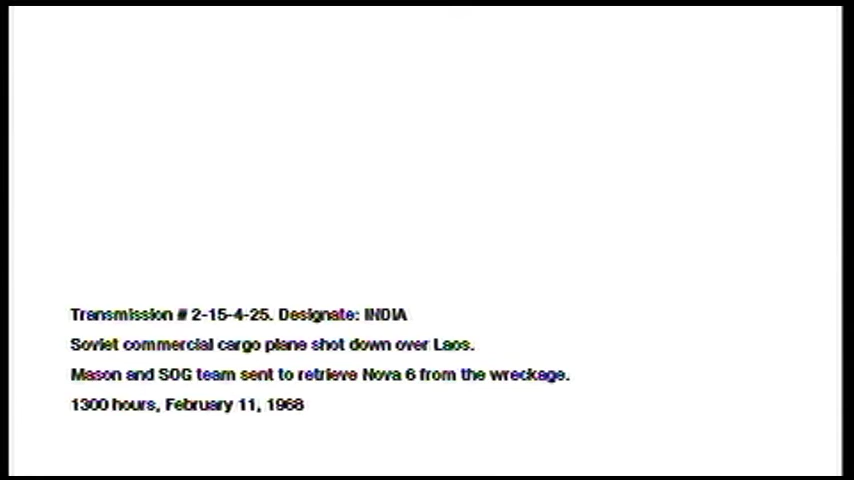 Transmission # 2-15-4-25. Designate: INDIA
Soviet commercial cargo plane shot down over Laos.
Mason and SOG team sent to retrieve Nova 6 from the wreckage.
1300 hours, February 11, 1968